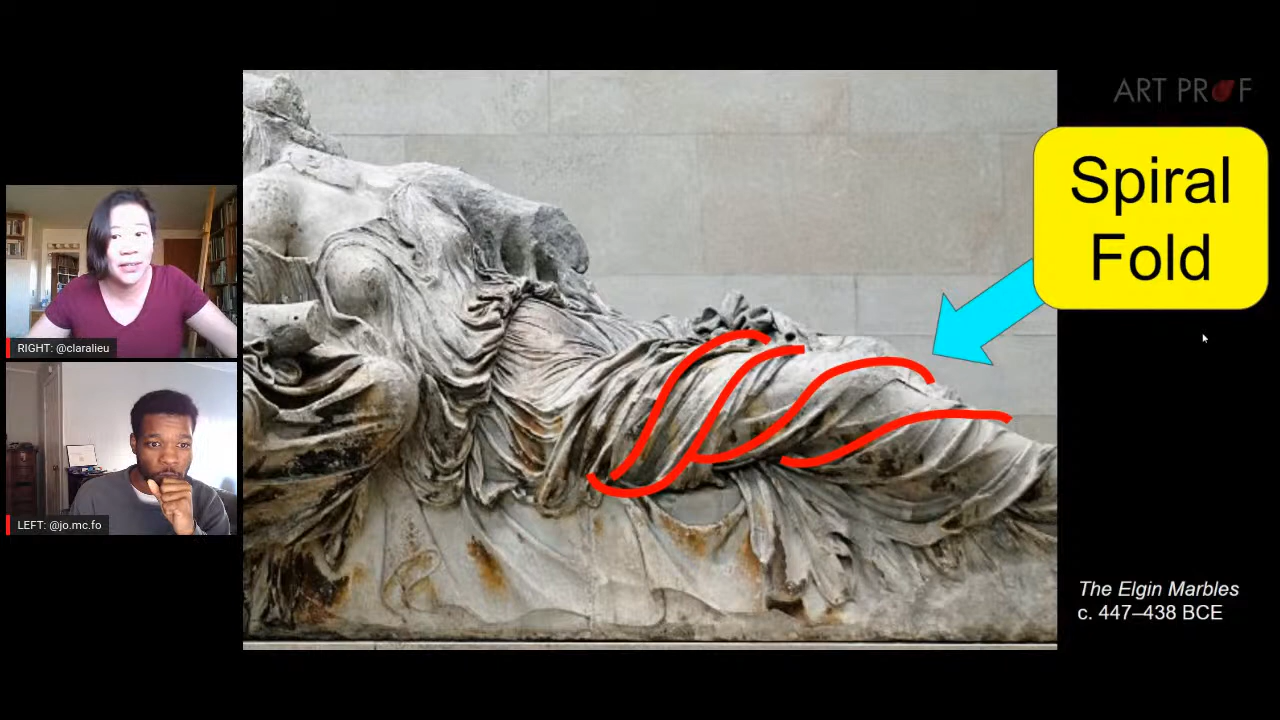 ART PROF
Spiral
Fold
RIGHT: @claralieu
LEFT: @jo.mc.fo
The Elgin Marbles
c. 447–438 BCE